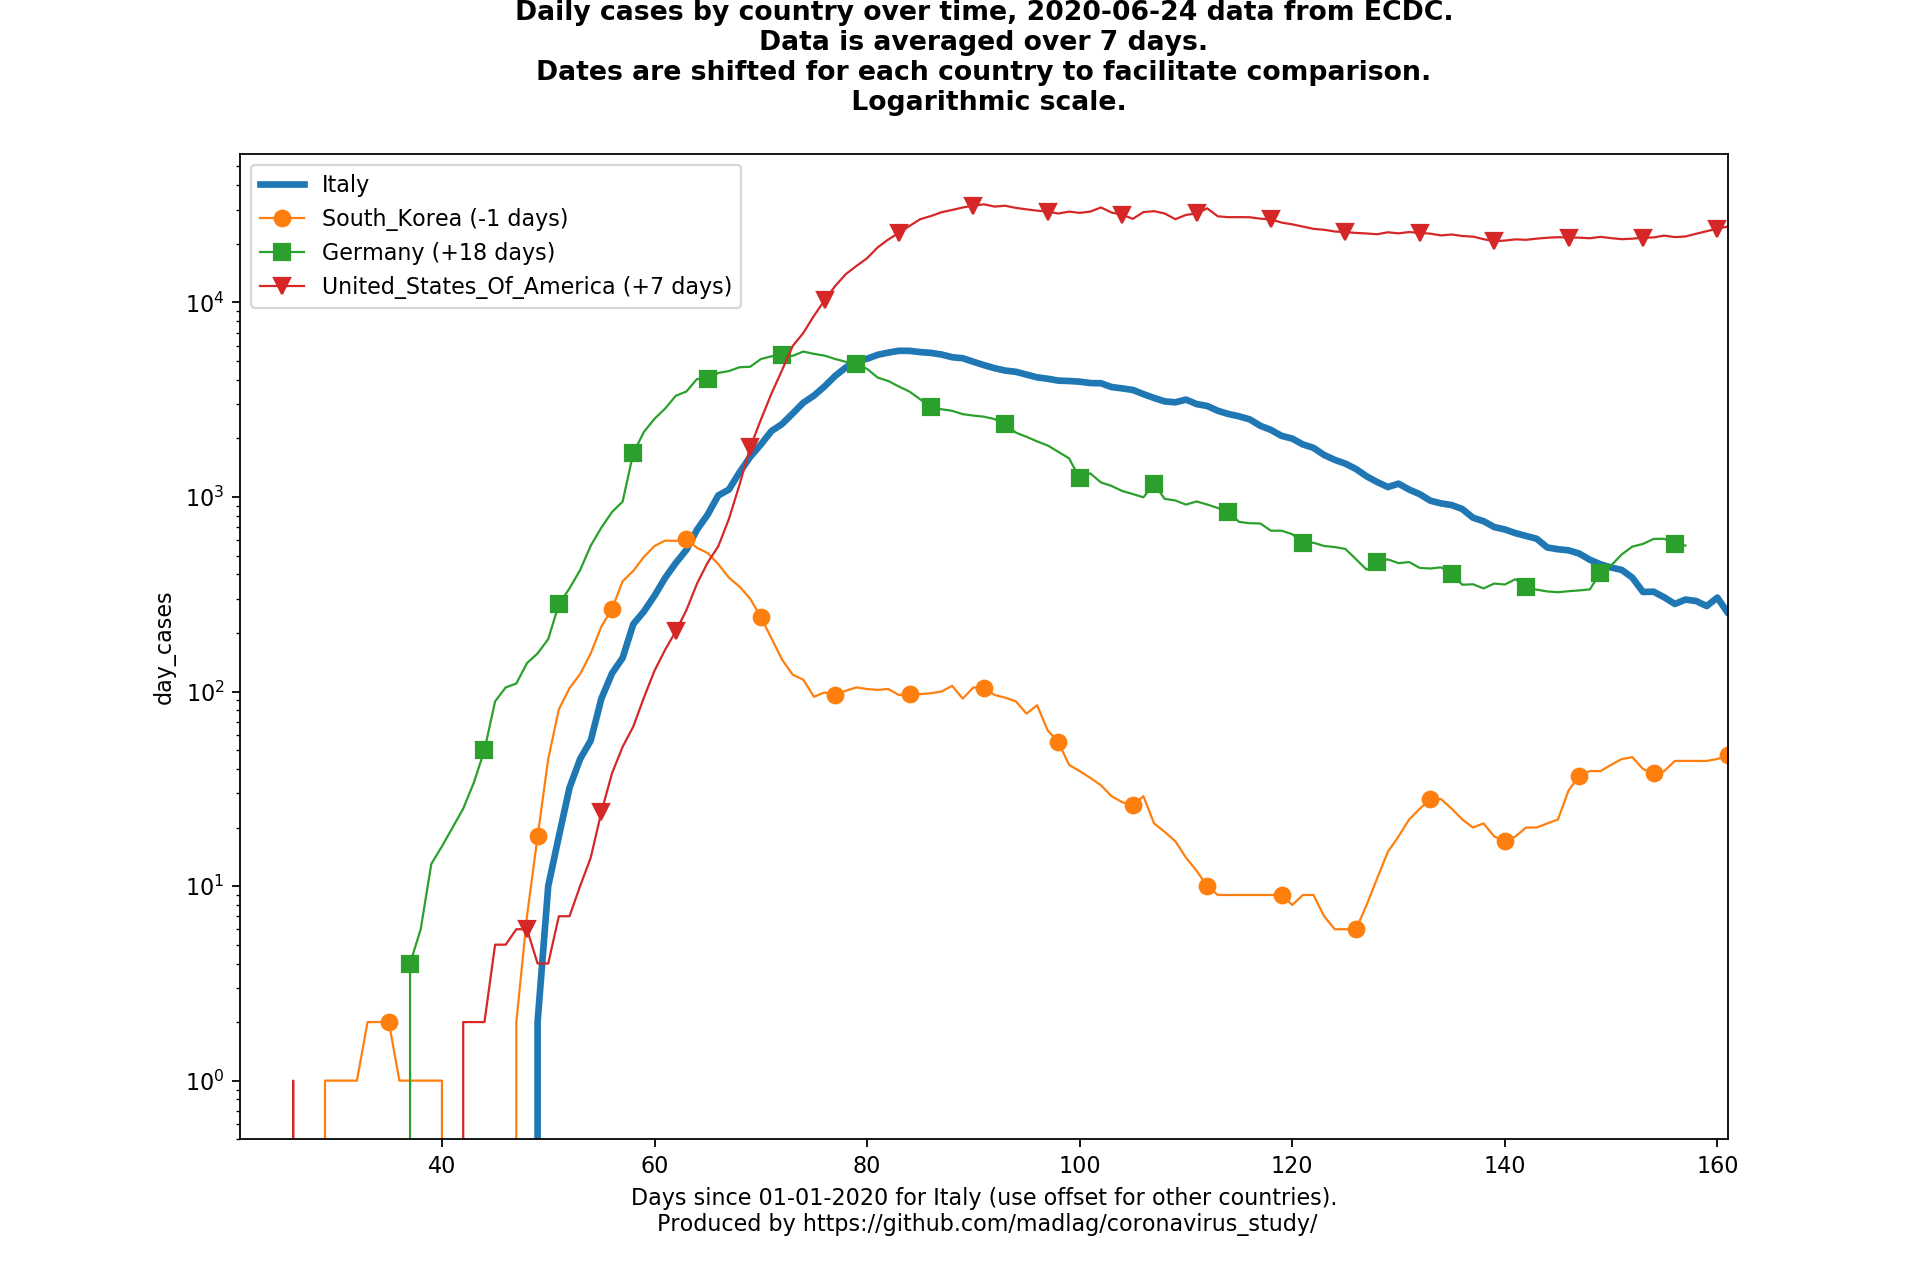 Daily cases by country over time, 2020-06-24 data from ECDC.
Data is averaged over 7 days.
Dates are shifted for each country to facilitate comparison.
Logarithmic scale.
Italy
South_Korea (-1 days)
Germany (+18 days)
United_States_Of_America (+7 days)
10⁴
10³
10²
10¹
10⁰
day_cases
40 60 80 100 120 140 160
Days since 01-01-2020 for Italy (use offset for other countries).
Produced by https://github.com/madlag/coronavirus_study/